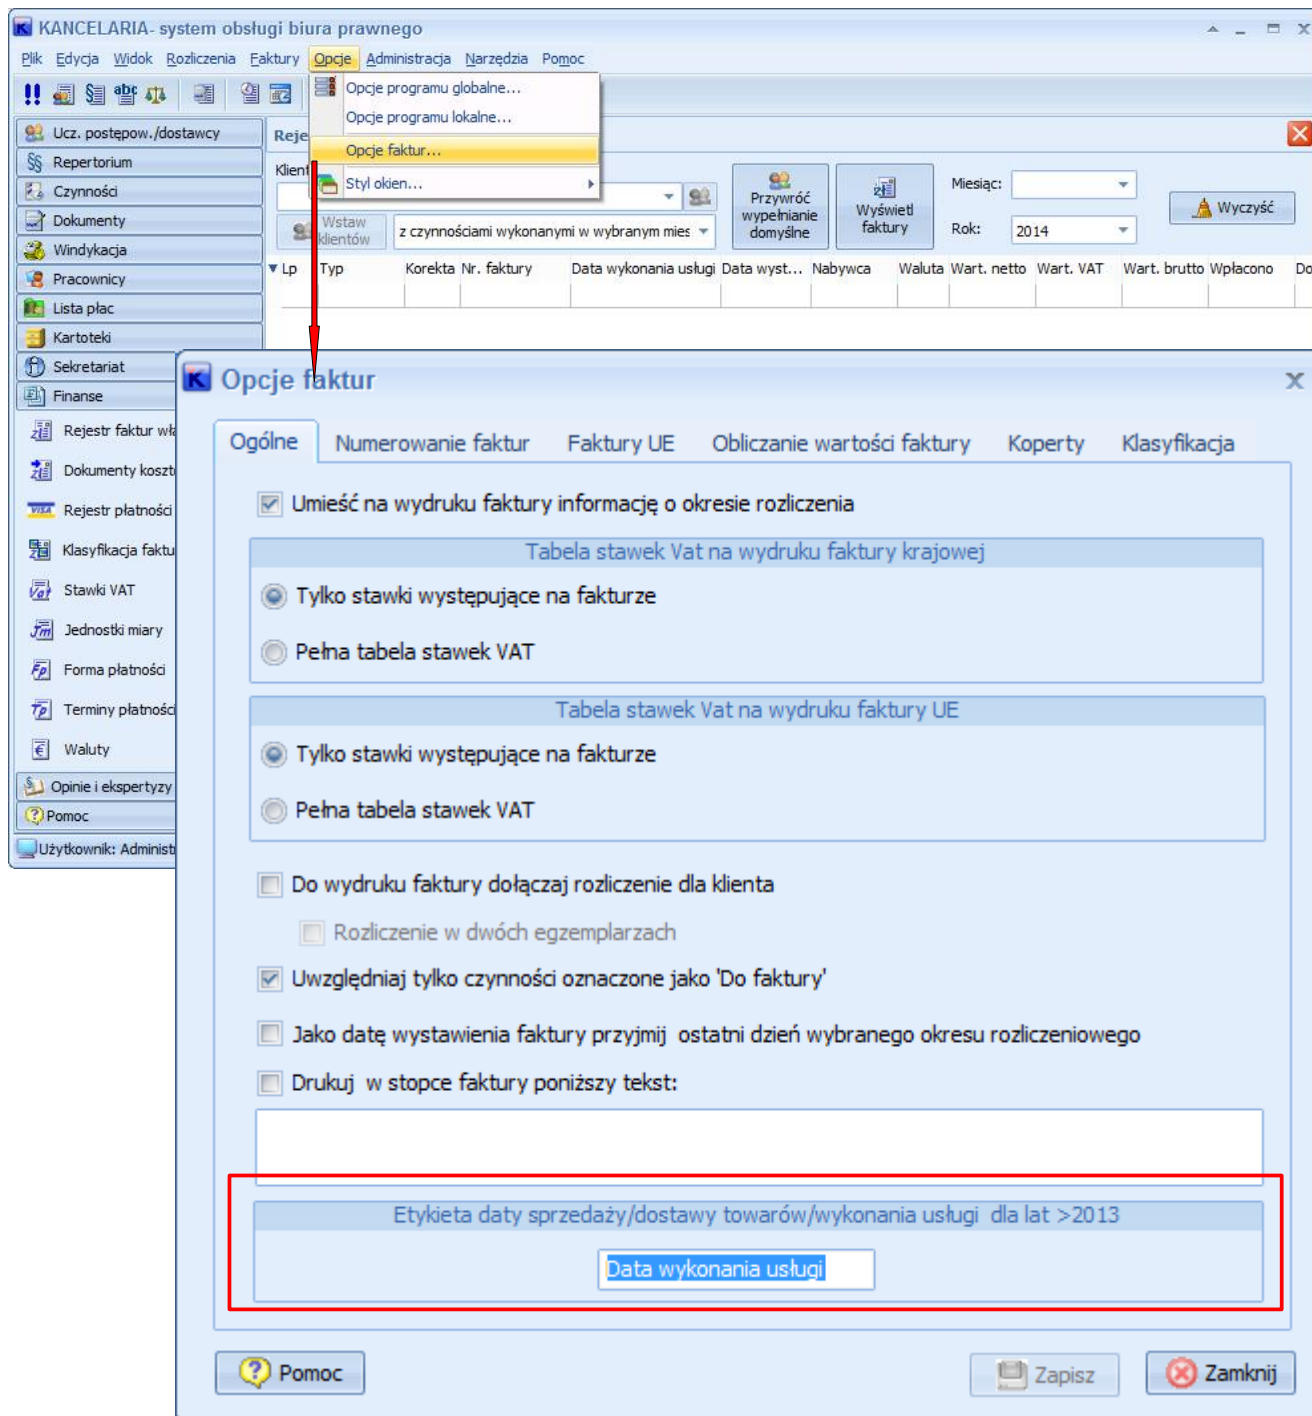 KANCELARIA- system obsługi biura prawnego
Plik Edycja Widok Rozliczenia Faktury Opcje Administracja Narzędzia Pomoc
Opcje programu globalne...
Opcje programu lokalne...
Opcje faktur...
Styl okien...
Ucz. postępow./dostawcy
Repertorium
Czynności
Dokumenty
Windykacja
Pracownicy
Lista płac
Kartoteki
Sekretariat
Finanse
Rejestr faktur wła
Dokumenty koszt
Rejestr płatności
Klasyfikacja faktu
Stawki VAT
Jednostki miary
Forma płatności
Terminy płatności
Waluty
Opinie i ekspertyzy
Pomoc
Użytkownik: Administ
Reje
Klient
Wstaw
klientów
z czynnościami wykonanymi w wybranym mies
Przywróć
wypełnianie
domyślne
Wyświetl
faktury
Miesiąc:
Rok: 2014
Wyczyść
Lp Typ Korekta Nr. faktury Data wykonania usługi Data wyst... Nabywca Waluta Wart. netto Wart. VAT Wart. brutto Wpłacono Do
Opcje faktur
Ogólne Numerowanie faktur Faktury UE Obliczanie wartości faktury Koperty Klasyfikacja
Umieść na wydruku faktury informację o okresie rozliczenia
Tabela stawek Vat na wydruku faktury krajowej
Tylko stawki występujące na fakturze
Pełna tabela stawek VAT
Tabela stawek Vat na wydruku faktury UE
Tylko stawki występujące na fakturze
Pełna tabela stawek VAT
Do wydruku faktury dołączaj rozliczenie dla klienta
Rozliczenie w dwóch egzemplarzach
Uwzględniaj tylko czynności oznaczone jako 'Do faktury'
Jako datę wystawienia faktury przyjmij ostatni dzień wybranego okresu rozliczeniowego
Drukuj w stopce faktury poniższy tekst:
Etykieta daty sprzedaży/dostawy towarów/wykonania usługi dla lat >2013
Data wykonania usługi
Pomoc
Zapisz
Zamknij